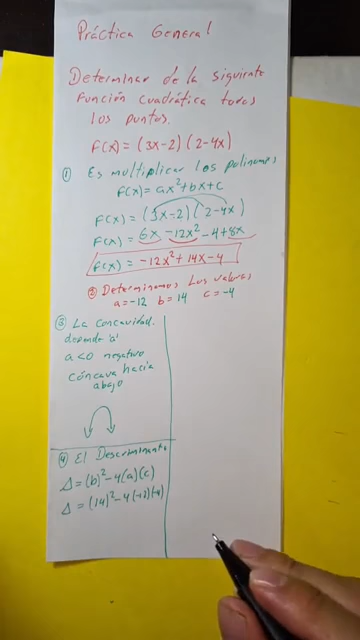 Práctica General
Determinar de la siguiente
función cuadrática todos
los puntos.
F(x) = (3x-2)(2-4x)
① Es multiplicar los polinomios
F(x) = ax²+bx+c
F(x) = (3x-2)(2-4x)
F(x) = 6x -12x² -4+8x
F(x) = -12x²+14x-4
② Determinamos los valores
a=-12 b=14 c=-4
③ La concavidad.
depende 'a'
a<0 negativo
cóncava hacia
abajo
④ El Descriminante
Δ = (b)² - 4(a)(c)
Δ = (14)² - 4(-12)(-4)